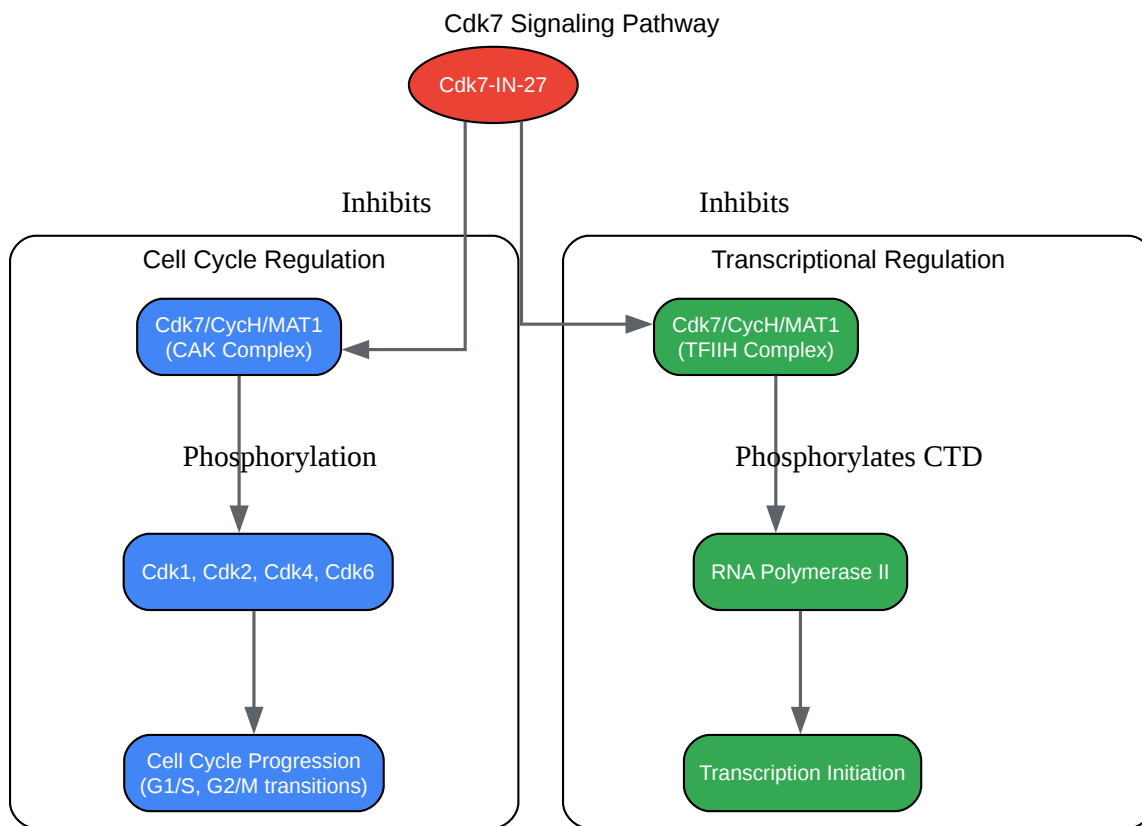 Cdk7 Signaling Pathway
Cdk7-IN-27
Inhibits
Inhibits
Cell Cycle Regulation
Transcriptional Regulation
Cdk7/CycH/MAT1
(CAK Complex)
Cdk7/CycH/MAT1
(TFIIH Complex)
Phosphorylation
Phosphorylates CTD
Cdk1, Cdk2, Cdk4, Cdk6
RNA Polymerase II
Cell Cycle Progression
(G1/S, G2/M transitions)
Transcription Initiation